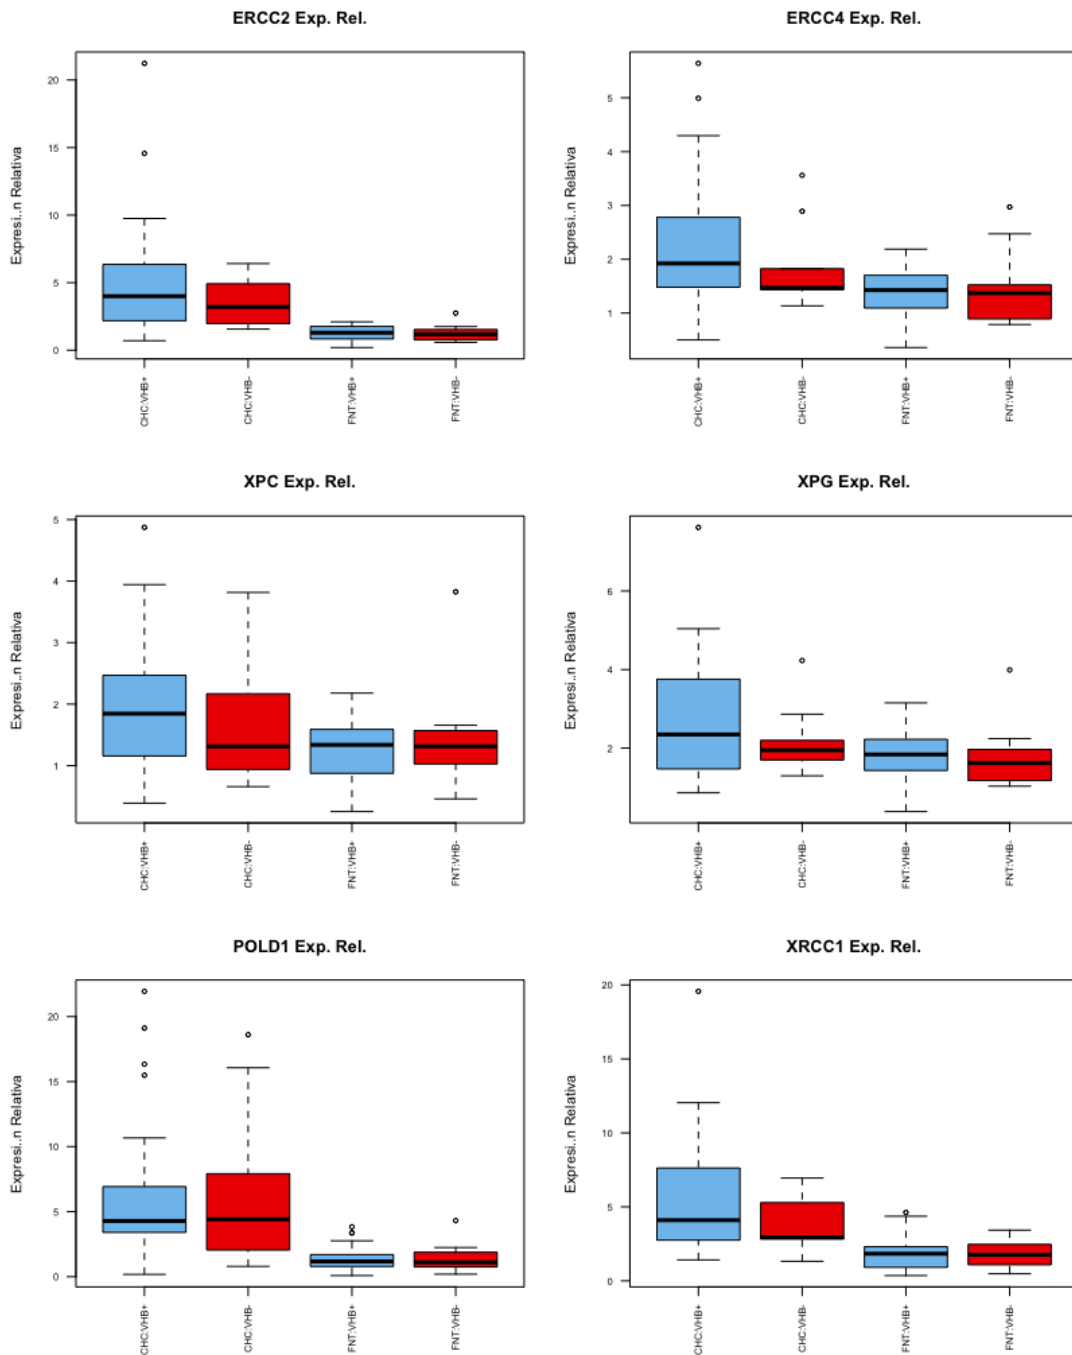 ERCC2 Exp. Rel.
Expresi..n Relativa
20
15
10
5
0
CHC:VHB+
CHC:VHB-
FNT:VHB+
FNT:VHB-
ERCC4 Exp. Rel.
Expresi..n Relativa
5
4
3
2
1
CHC:VHB+
CHC:VHB-
FNT:VHB+
FNT:VHB-
XPC Exp. Rel.
Expresi..n Relativa
5
4
3
2
1
CHC:VHB+
CHC:VHB-
FNT:VHB+
FNT:VHB-
XPG Exp. Rel.
Expresi..n Relativa
6
4
2
CHC:VHB+
CHC:VHB-
FNT:VHB+
FNT:VHB-
POLD1 Exp. Rel.
Expresi..n Relativa
20
15
10
5
0
CHC:VHB+
CHC:VHB-
FNT:VHB+
FNT:VHB-
XRCC1 Exp. Rel.
Expresi..n Relativa
20
15
10
5
0
CHC:VHB+
CHC:VHB-
FNT:VHB+
FNT:VHB-